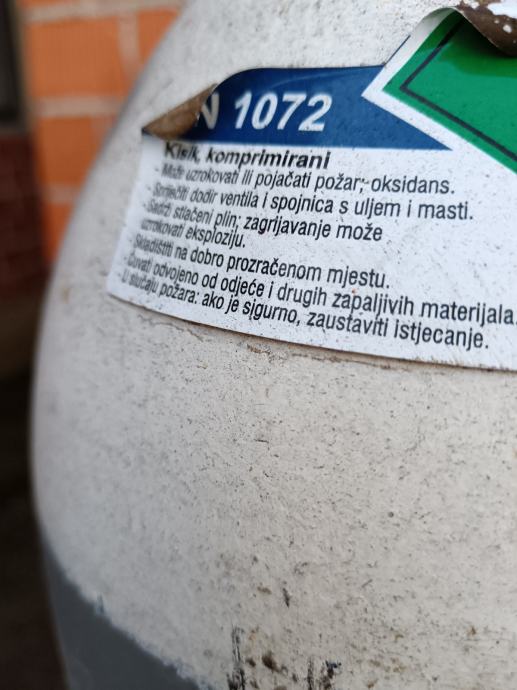 N 1072
Kisik, komprimirani
- Može uzrokovati ili pojačati požar; oksidans.
- Spriječiti dodir ventila i spojnica s uljem i masti.
- Sadrži stlačeni plin; zagrijavanje može
uzrokovati eksploziju.
- Skladištiti na dobro prozračenom mjestu.
- Čuvati odvojeno od odjeće i drugih zapaljivih materijala.
- U slučaju požara: ako je sigurno, zaustaviti istjecanje.